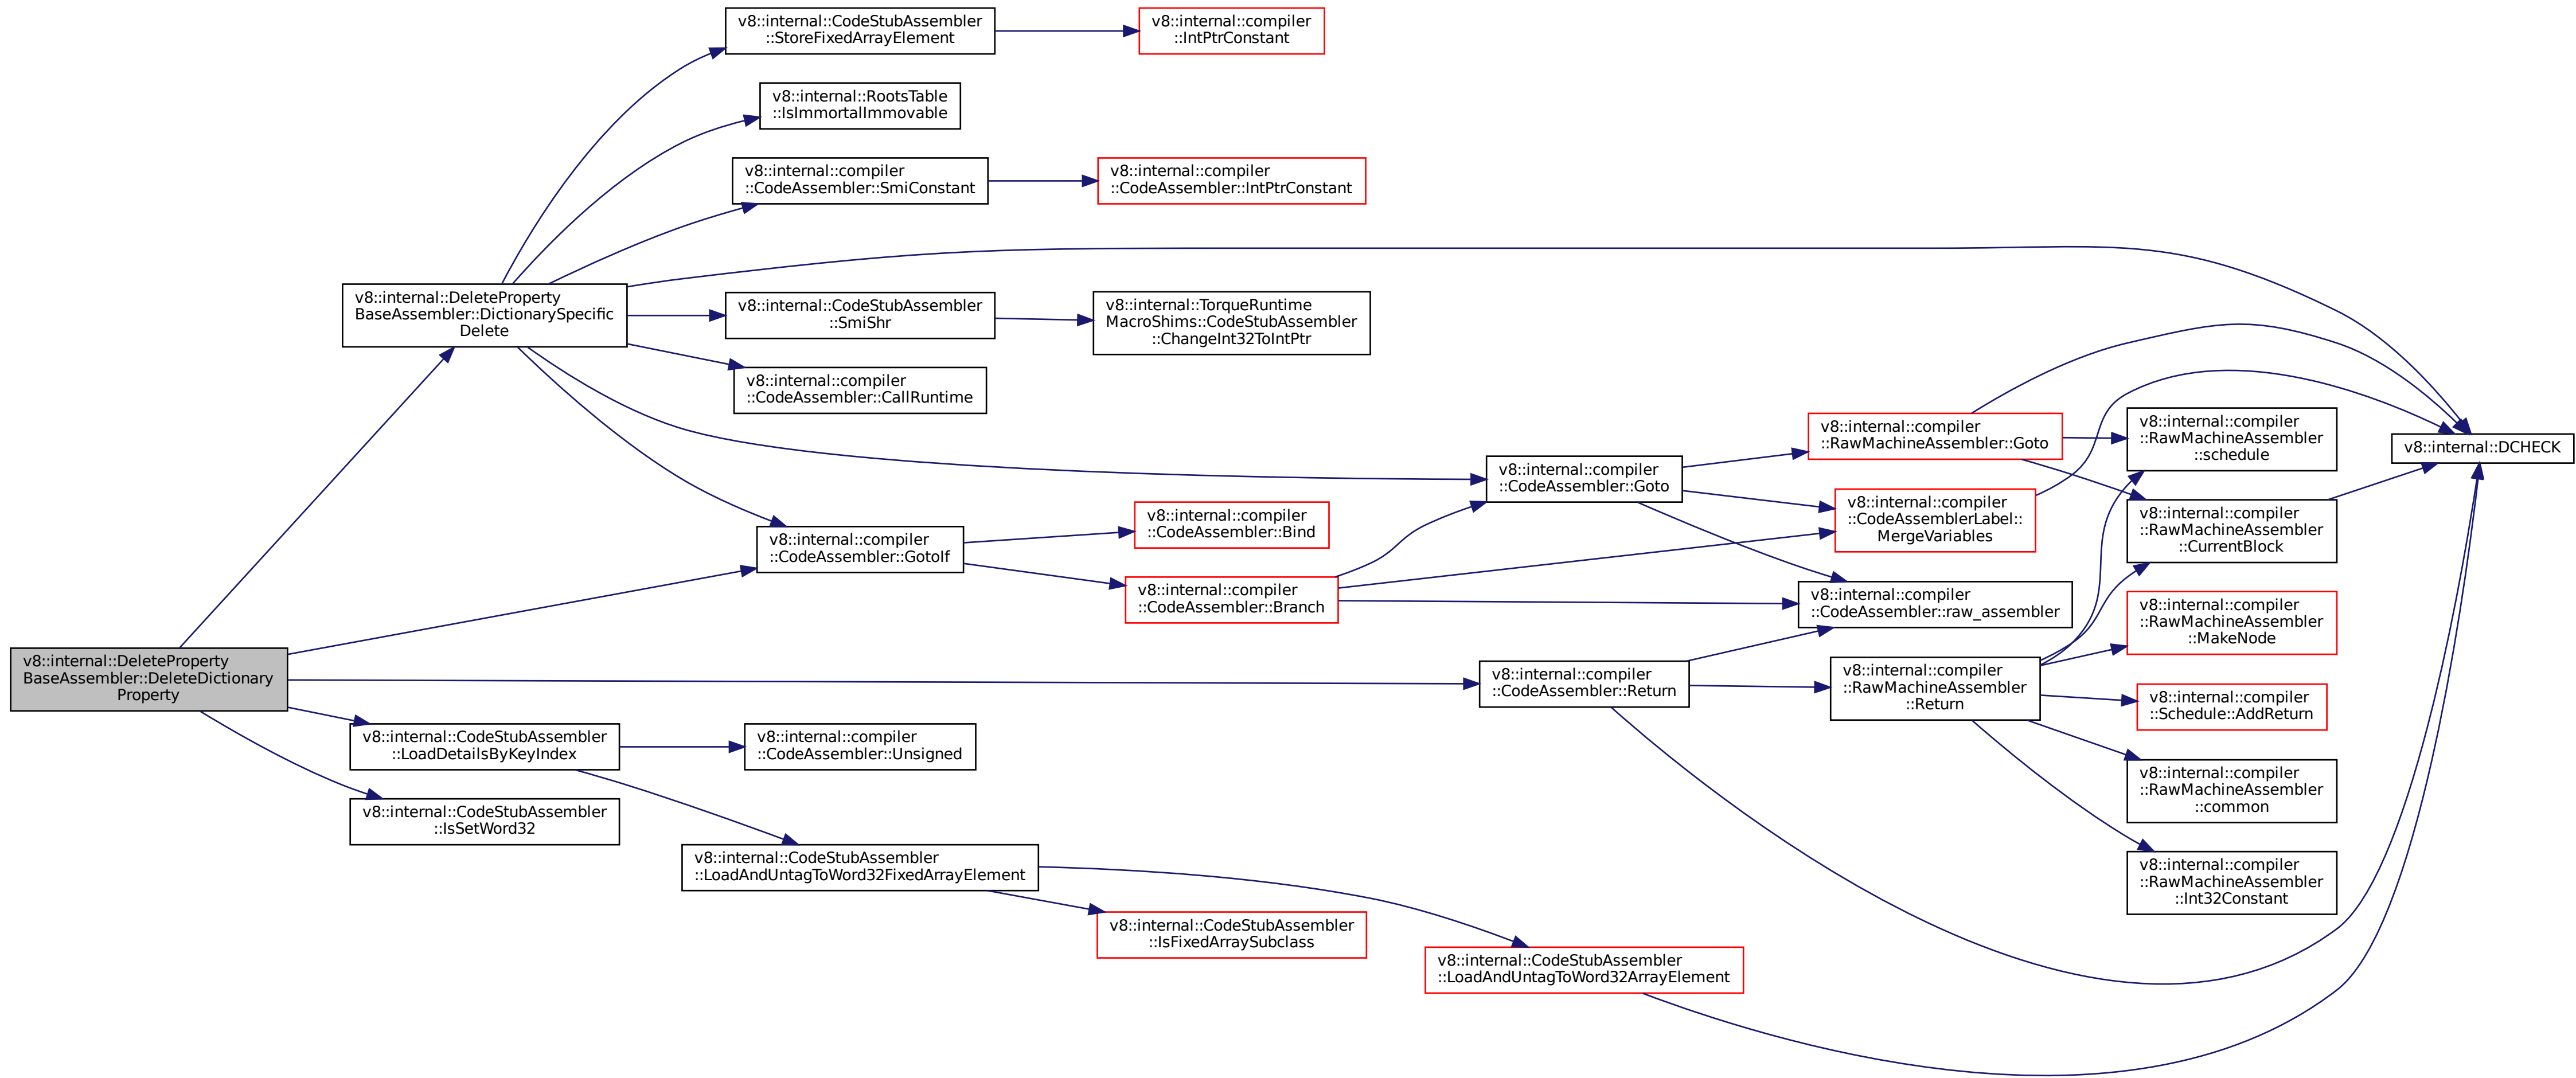 v8::internal::CodeStubAssembler
::StoreFixedArrayElement
v8::internal::compiler
::IntPtrConstant
v8::internal::RootsTable
::IsImmortalImmovable
v8::internal::compiler
::CodeAssembler::SmiConstant
v8::internal::compiler
::CodeAssembler::IntPtrConstant
v8::internal::DeleteProperty
BaseAssembler::DictionarySpecific
Delete
v8::internal::CodeStubAssembler
::SmiShr
v8::internal::TorqueRuntime
MacroShims::CodeStubAssembler
::ChangeInt32ToIntPtr
v8::internal::compiler
::CodeAssembler::CallRuntime
v8::internal::compiler
::RawMachineAssembler::Goto
v8::internal::compiler
::RawMachineAssembler
::schedule
v8::internal::DCHECK
v8::internal::compiler
::CodeAssembler::Goto
v8::internal::compiler
::CodeAssemblerLabel::
MergeVariables
v8::internal::compiler
::RawMachineAssembler
::CurrentBlock
v8::internal::compiler
::CodeAssembler::GotoIf
v8::internal::compiler
::CodeAssembler::Bind
v8::internal::compiler
::CodeAssembler::Branch
v8::internal::compiler
::CodeAssembler::raw_assembler
v8::internal::compiler
::RawMachineAssembler
::MakeNode
v8::internal::DeleteProperty
BaseAssembler::DeleteDictionary
Property
v8::internal::compiler
::CodeAssembler::Return
v8::internal::compiler
::RawMachineAssembler
::Return
v8::internal::compiler
::Schedule::AddReturn
v8::internal::CodeStubAssembler
::LoadDetailsByKeyIndex
v8::internal::compiler
::CodeAssembler::Unsigned
v8::internal::compiler
::RawMachineAssembler
::common
v8::internal::CodeStubAssembler
::IsSetWord32
v8::internal::CodeStubAssembler
::LoadAndUntagToWord32FixedArrayElement
v8::internal::compiler
::RawMachineAssembler
::Int32Constant
v8::internal::CodeStubAssembler
::IsFixedArraySubclass
v8::internal::CodeStubAssembler
::LoadAndUntagToWord32ArrayElement